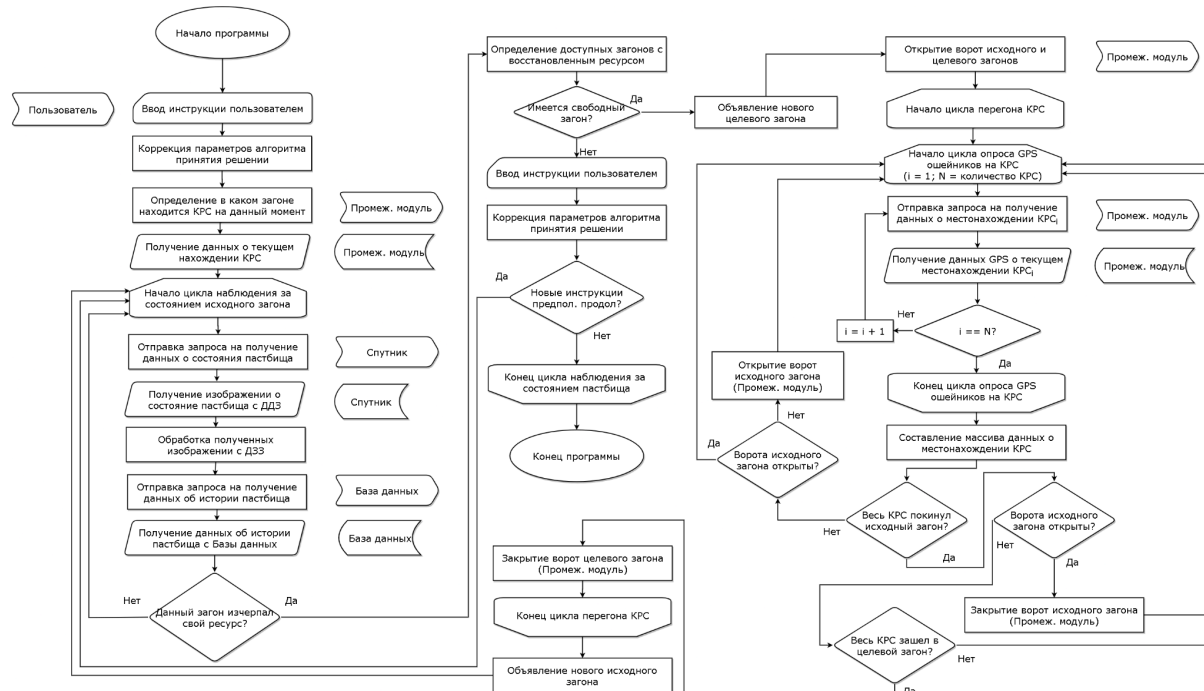 Начало программы
Пользователь
Ввод инструкции пользователем
Коррекция параметров алгоритма
принятия решении
Определение в каком загоне
находится КРС на данный момент
Промеж. модуль
Получение данных о текущем
нахождении КРС
Промеж. модуль
Начало цикла наблюдения за
состоянием исходного загона
Отправка запроса на получение
данных о состояния пастбища
Спутник
Получение изображении о
состояние пастбища с ДДЗ
Спутник
Обработка полученных
изображении с ДЗЗ
Отправка запроса на получение
данных об истории пастбища
База данных
Получение данных об истории
пастбища с Базы данных
База данных
Данный загон изчерпал
свой ресурс?
Нет
Да
Определение доступных загонов с
восстановленным ресурсом
Имеется свободный
загон?
Да
Нет
Объявление нового
целевого загона
Ввод инструкции пользователем
Коррекция параметров алгоритма
принятия решении
Новые инструкции
предпол. продол?
Да
Нет
Конец цикла наблюдения за
состоянием пастбища
Конец программы
Открытие ворот исходного и
целевого загонов
Промеж. модуль
Начало цикла перегона КРС
Начало цикла опроса GPS
ошейников на КРС
(i = 1; N = количество КРС)
Отправка запроса на получение
данных о местонахождении КРСi
Промеж. модуль
Получение данных GPS о текущем
местонахождении КРСi
Промеж. модуль
i == N?
Нет
i = i + 1
Да
Конец цикла опроса GPS
ошейников на КРС
Составление массива данных о
местонахождении КРС
Весь КРС покинул
исходный загон?
Нет
Да
Ворота исходного
загона открыты?
Да
Нет
Открытие ворот
исходного загона
(Промеж. модуль)
Ворота исходного
загона открыты?
Нет
Да
Закрытие ворот исходного загона
(Промеж. модуль)
Весь КРС зашел в
целевой загон?
Нет
Да
Закрытие ворот целевого загона
(Промеж. модуль)
Конец цикла перегона КРС
Объявление нового исходного
загона